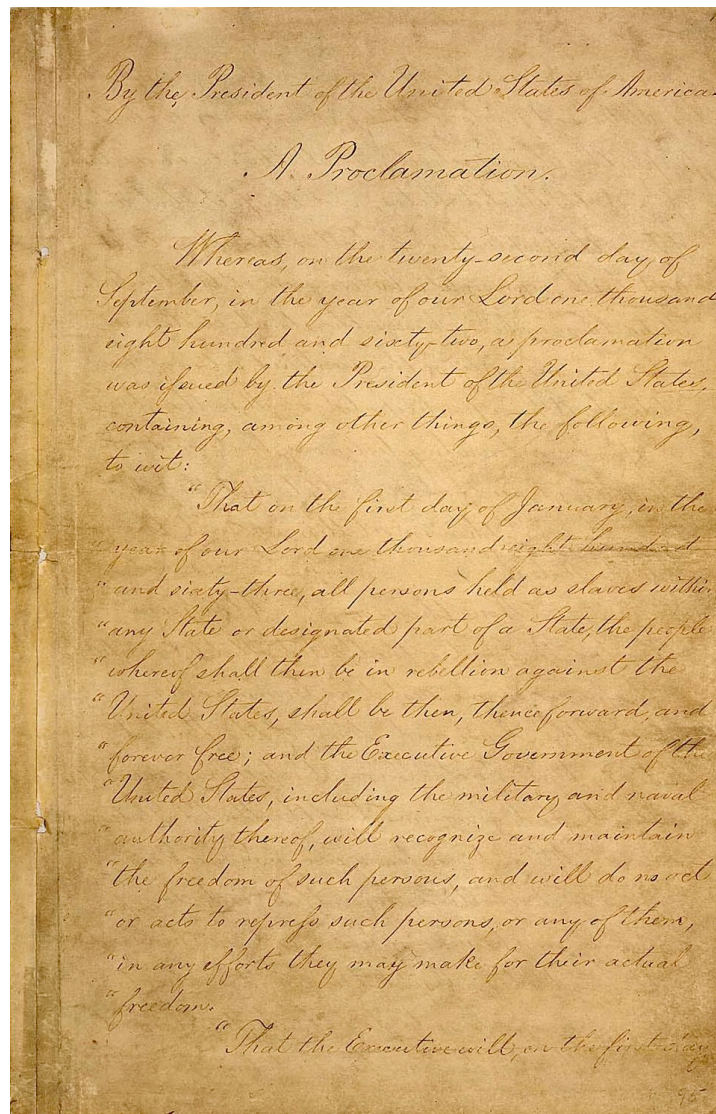 By the President of the United States of America.
A Proclamation.
Whereas, on the twenty-second day of
September, in the year of our Lord one thousand
eight hundred and sixty-two, a proclamation
was issued by the President of the United States,
containing, among other things, the following,
to wit:
"That on the first day of January, in the
"year of our Lord one thousand eight hundred
"and sixty-three, all persons held as slaves within
"any State or designated part of a State, the people
"whereof shall then be in rebellion against the
"United States, shall be then, thenceforward, and
"forever free; and the Executive Government of the
"United States, including the military and naval
"authority thereof, will recognize and maintain
"the freedom of such persons, and will do no act
"or acts to repress such persons, or any of them,
"in any efforts they may make for their actual
"freedom.
"That the Executive will, on the first day
95